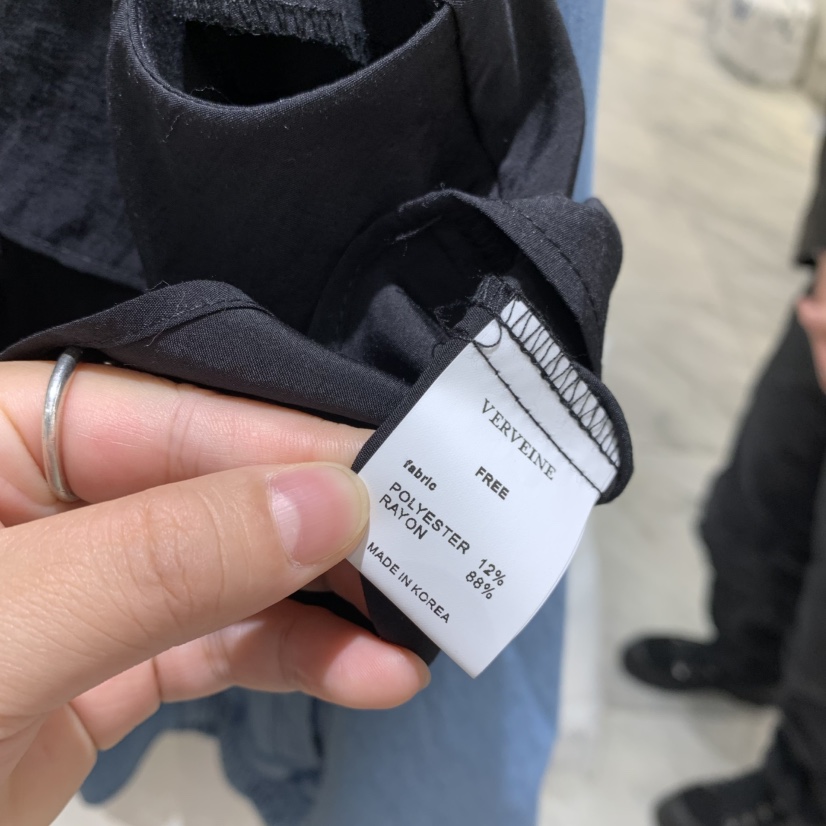 VERVEINE
FREE
fabric
POLYESTER 12%
RAYON 88%
MADE IN KOREA